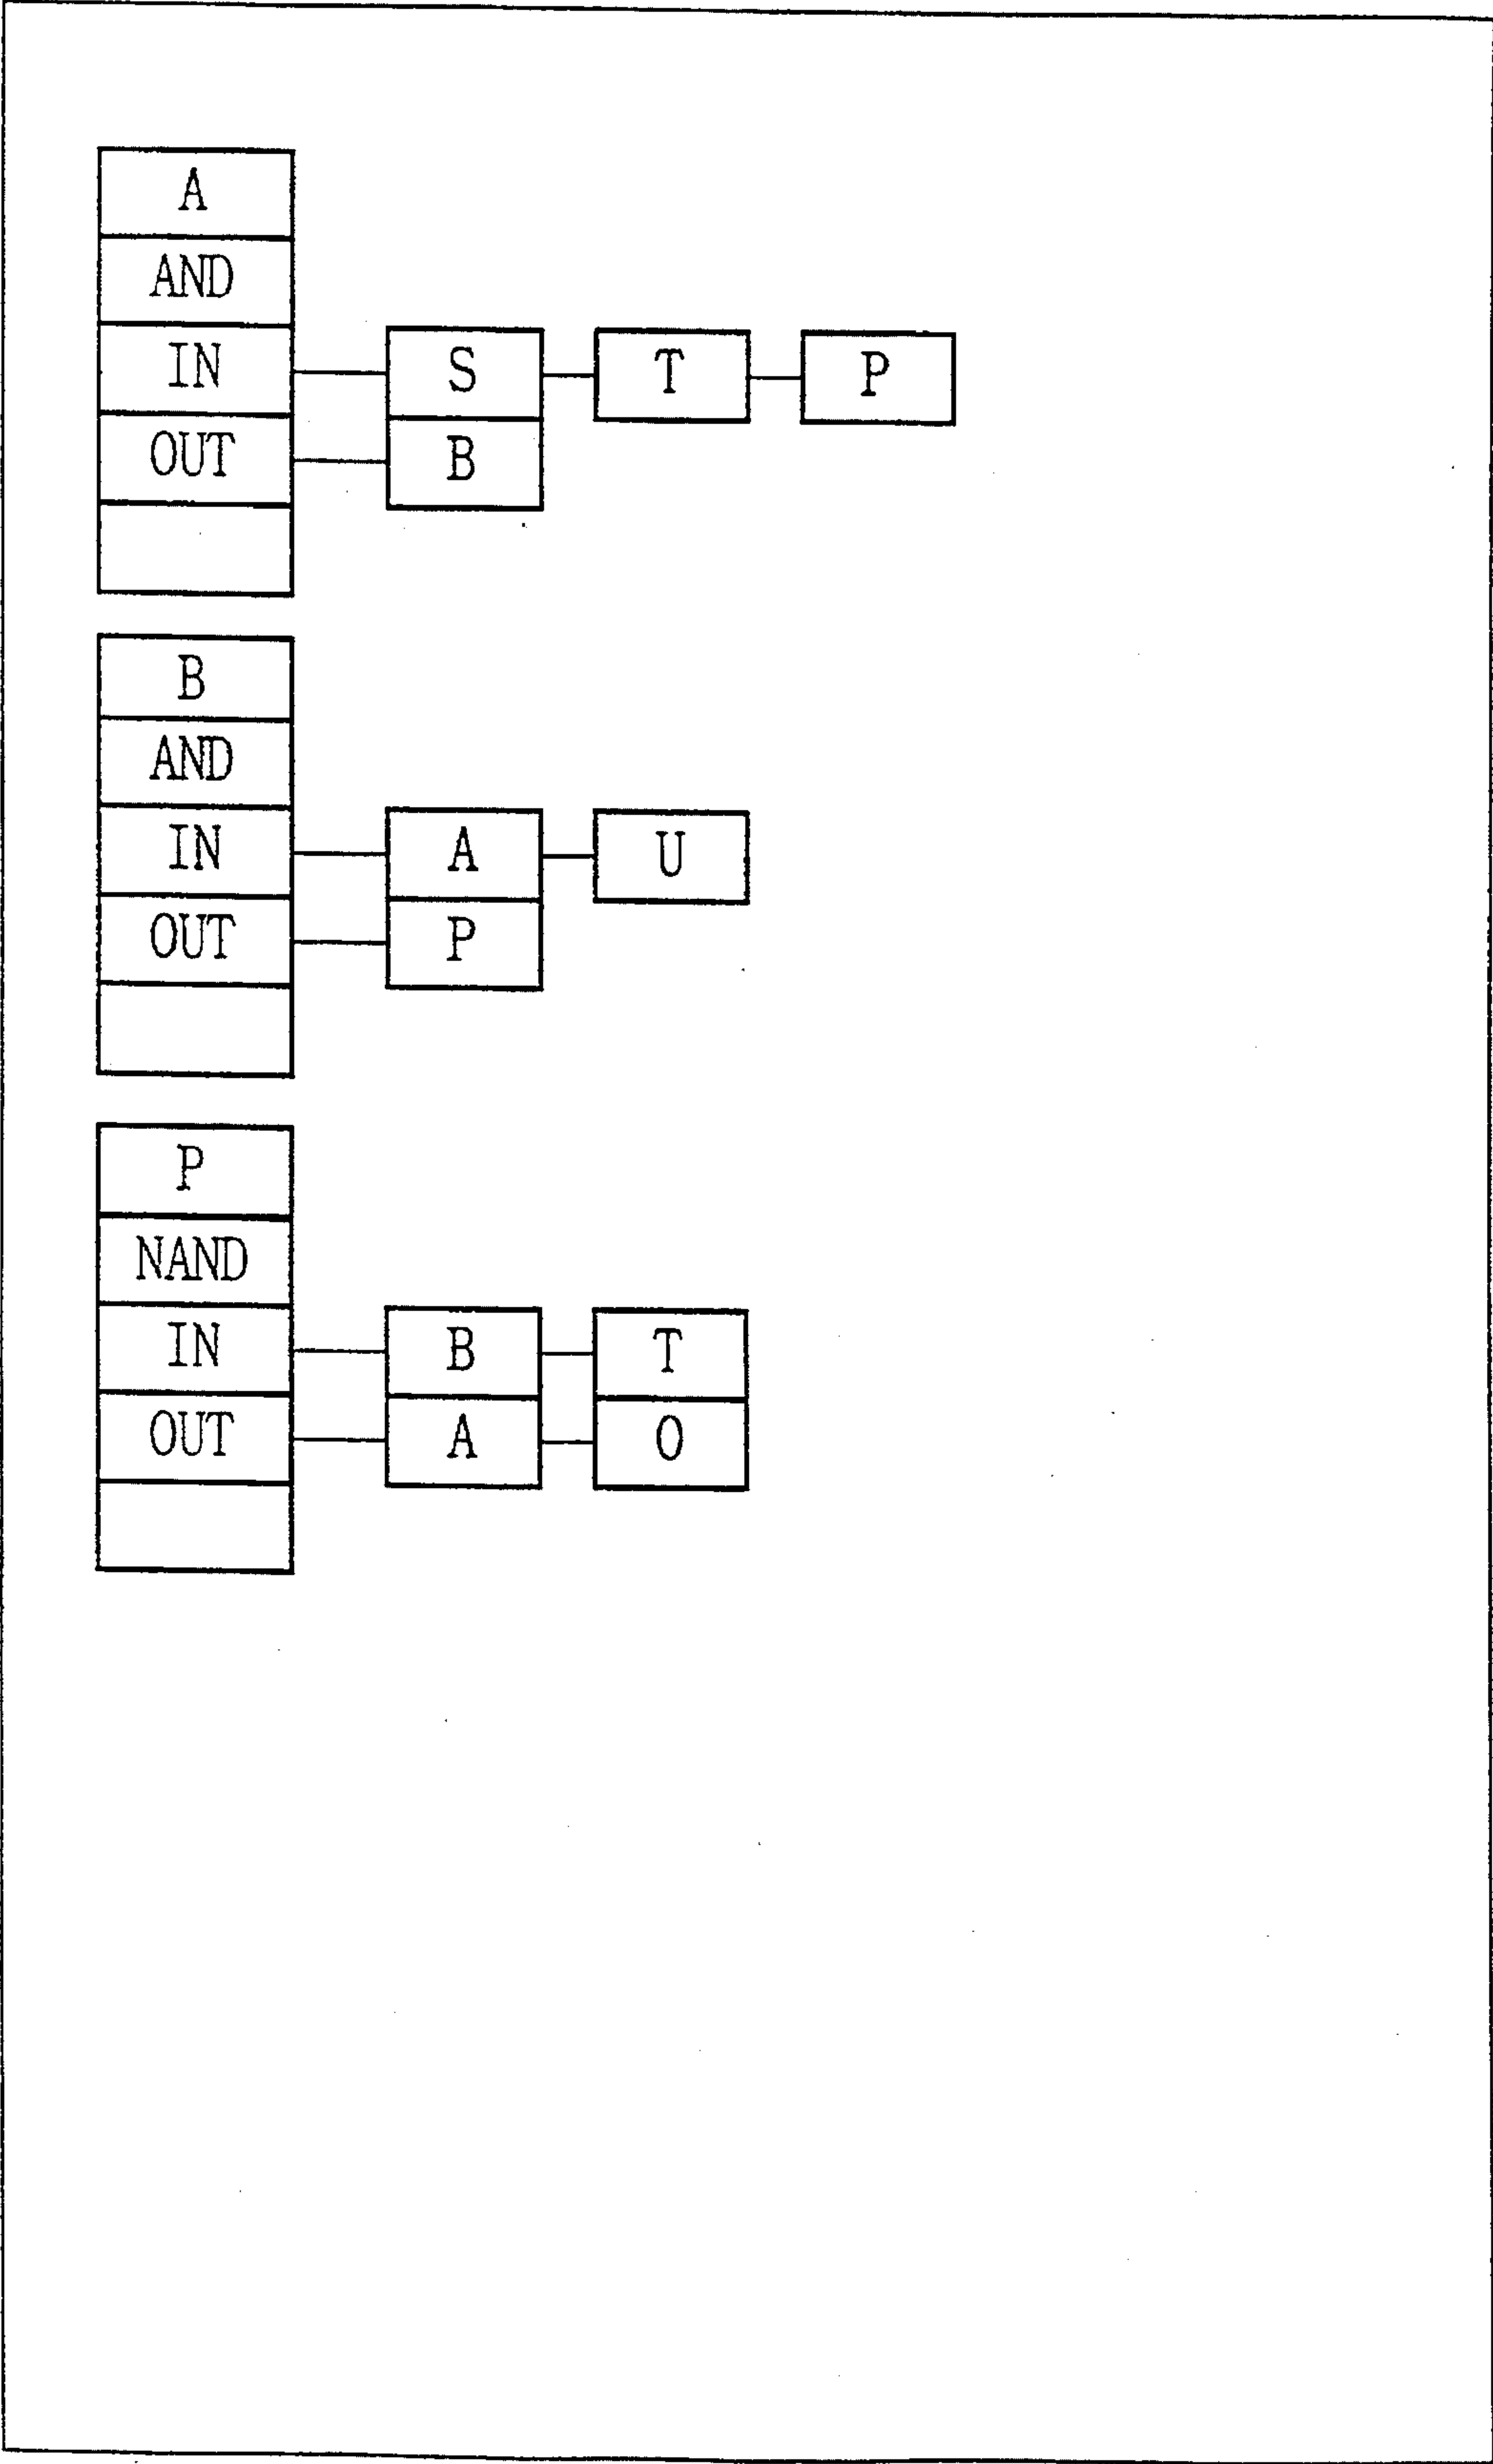 A
AND
IN S T P
OUT B
B
AND
IN A U
OUT P
P
NAND
IN B T
OUT A O